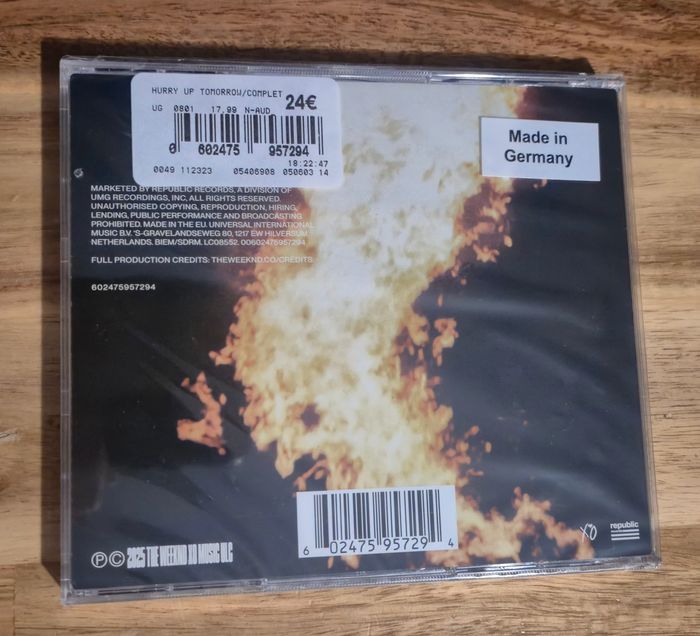 HURRY UP TOMORROW/COMPLET
UG 0801 17,99 N-AUD 24€
0 602475 957294
18:22:47
0049 112323 05406908 050603 14
Made in
Germany
MARKETED BY REPUBLIC RECORDS, A DIVISION OF
UMG RECORDINGS, INC, ALL RIGHTS RESERVED.
UNAUTHORISED COPYING, REPRODUCTION, HIRING,
LENDING, PUBLIC PERFORMANCE AND BROADCASTING
PROHIBITED. MADE IN THE EU. UNIVERSAL INTERNATIONAL
MUSIC B.V. 'S-GRAVELANDSEWEG 80, 1217 EW HILVERSUM
NETHERLANDS. BIEM/SDRM. LC08552. 00602475957294.
FULL PRODUCTION CREDITS: THEWEEKND.CO/CREDITS
602475957294
6 02475 95729 4
℗© 2025 THE WEEKND XO MUSIC ULC
XO
republic